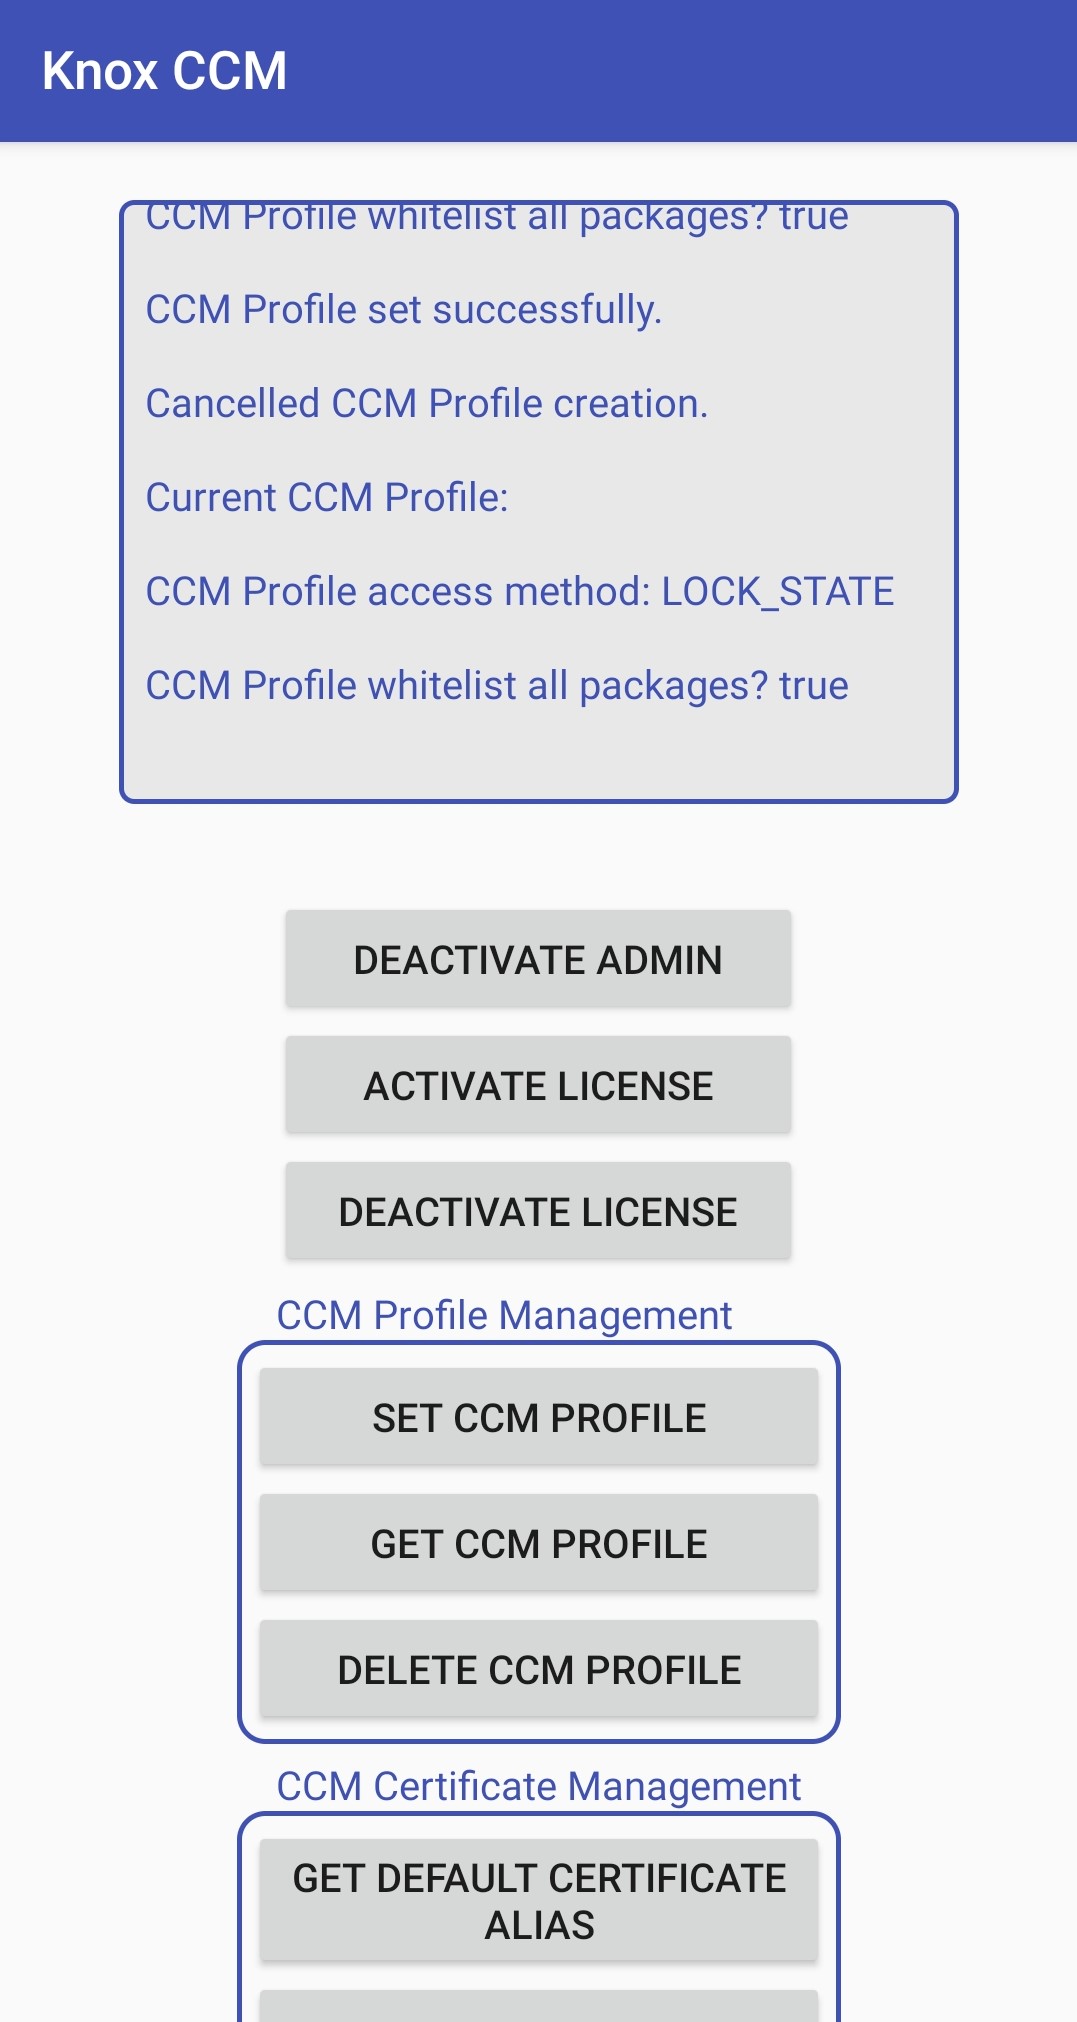 Knox CCM
CCM Profile whitelist all packages? true
CCM Profile set successfully.
Cancelled CCM Profile creation.
Current CCM Profile:
CCM Profile access method: LOCK_STATE
CCM Profile whitelist all packages? true
DEACTIVATE ADMIN
ACTIVATE LICENSE
DEACTIVATE LICENSE
CCM Profile Management
SET CCM PROFILE
GET CCM PROFILE
DELETE CCM PROFILE
CCM Certificate Management
GET DEFAULT CERTIFICATE
ALIAS